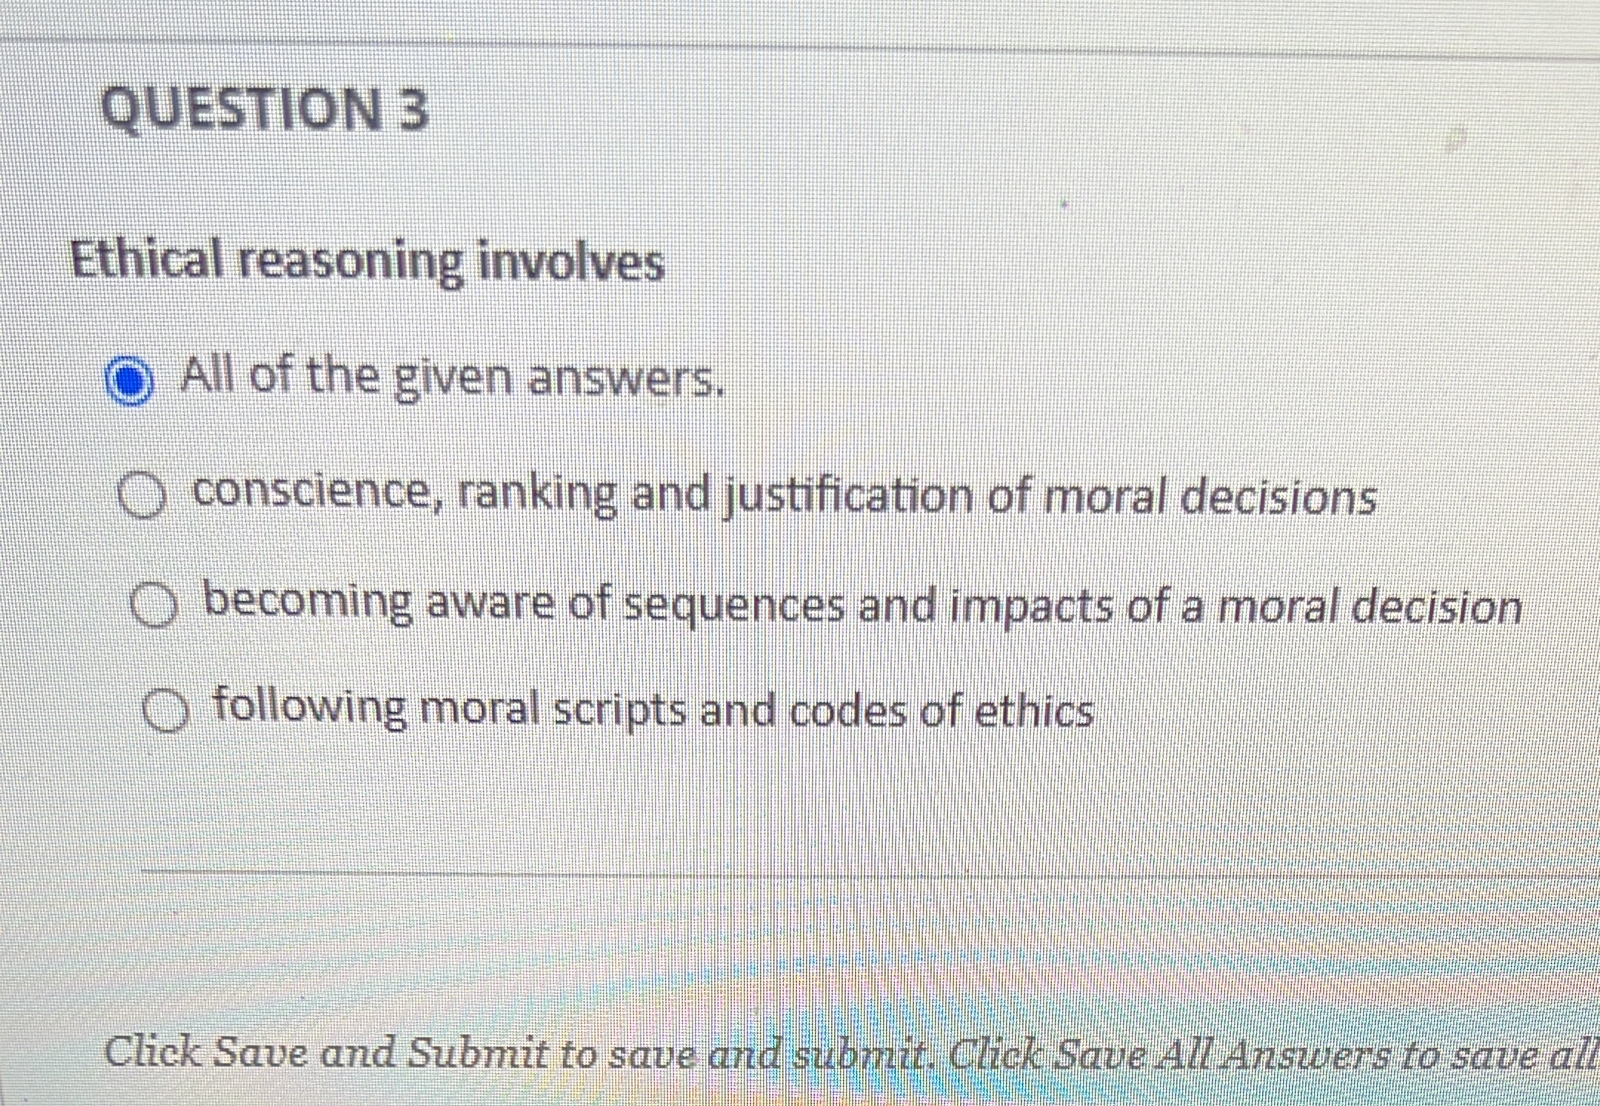 QUESTION 3
Ethical reasoning involves
All of the given answers.
conscience, ranking and justification of moral decisions
becoming aware of sequences and impacts of a moral decision
following moral scripts and codes of ethics
Click Save and Submit to save and submit. Click Save All Answers to save all